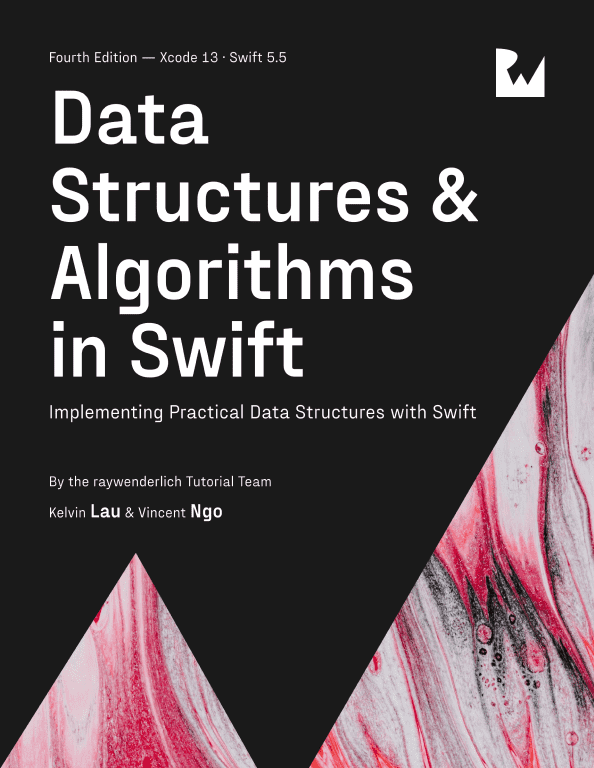 Fourth Edition — Xcode 13 · Swift 5.5
Data
Structures &
Algorithms
in Swift
Implementing Practical Data Structures with Swift
By the raywenderlich Tutorial Team
Kelvin Lau & Vincent Ngo